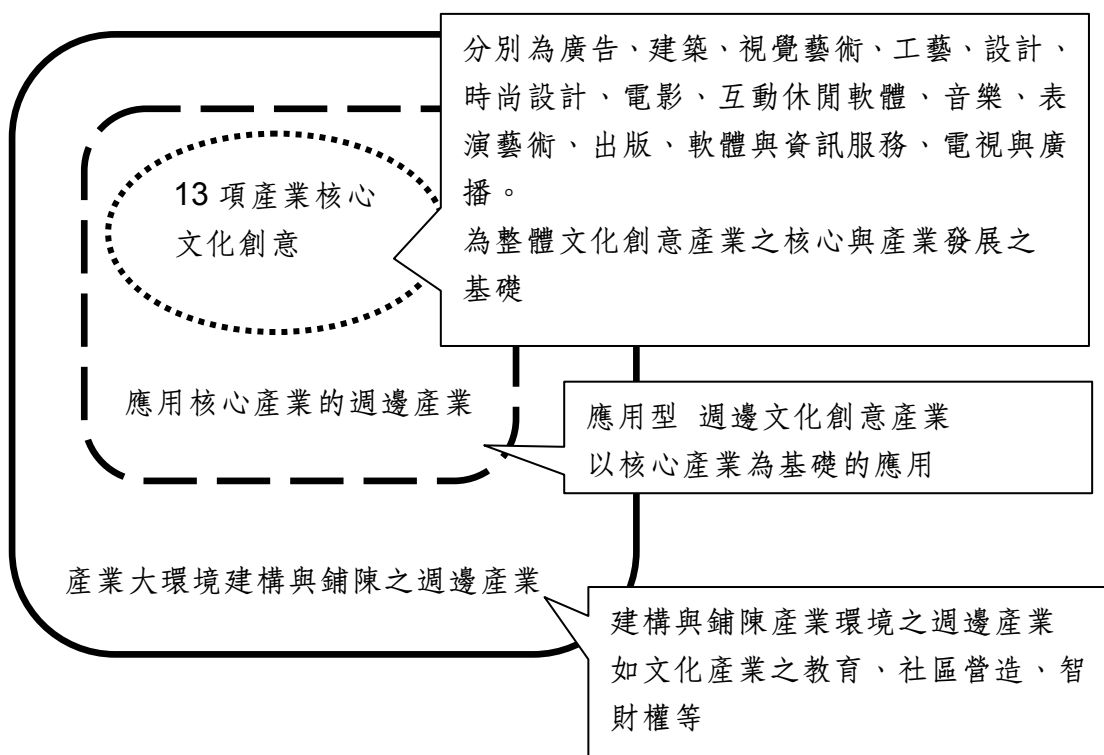 分別為廣告、建築、視覺藝術、工藝、設計、
時尚設計、電影、互動休閒軟體、音樂、表
演藝術、出版、軟體與資訊服務、電視與廣
播。
為整體文化創意產業之核心與產業發展之
基礎
13 項產業核心
文化創意
應用核心產業的週邊產業
應用型 週邊文化創意產業
以核心產業為基礎的應用
產業大環境建構與鋪陳之週邊產業
建構與鋪陳產業環境之週邊產業
如文化產業之教育、社區營造、智
財權等